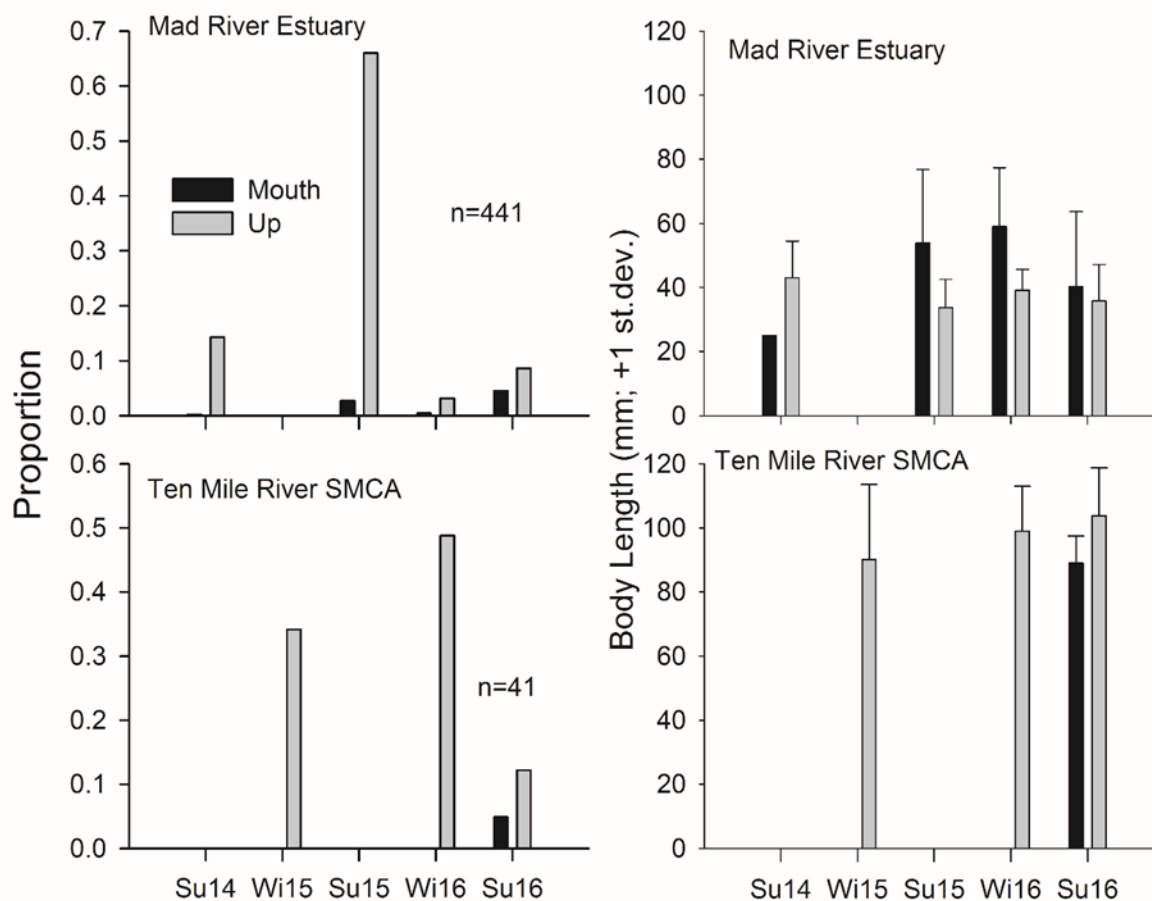 Mad River Estuary
0.7
0.6
0.5
0.4
0.3
0.2
0.1
0.0
Mouth
Up
n=441
Proportion
Ten Mile River SMCA
0.6
0.5
0.4
0.3
0.2
0.1
0.0
n=41
Su14 Wi15 Su15 Wi16 Su16
Mad River Estuary
120
100
80
60
40
20
0
Body Length (mm; +1 st.dev.)
Ten Mile River SMCA
120
100
80
60
40
20
0
Su14 Wi15 Su15 Wi16 Su16